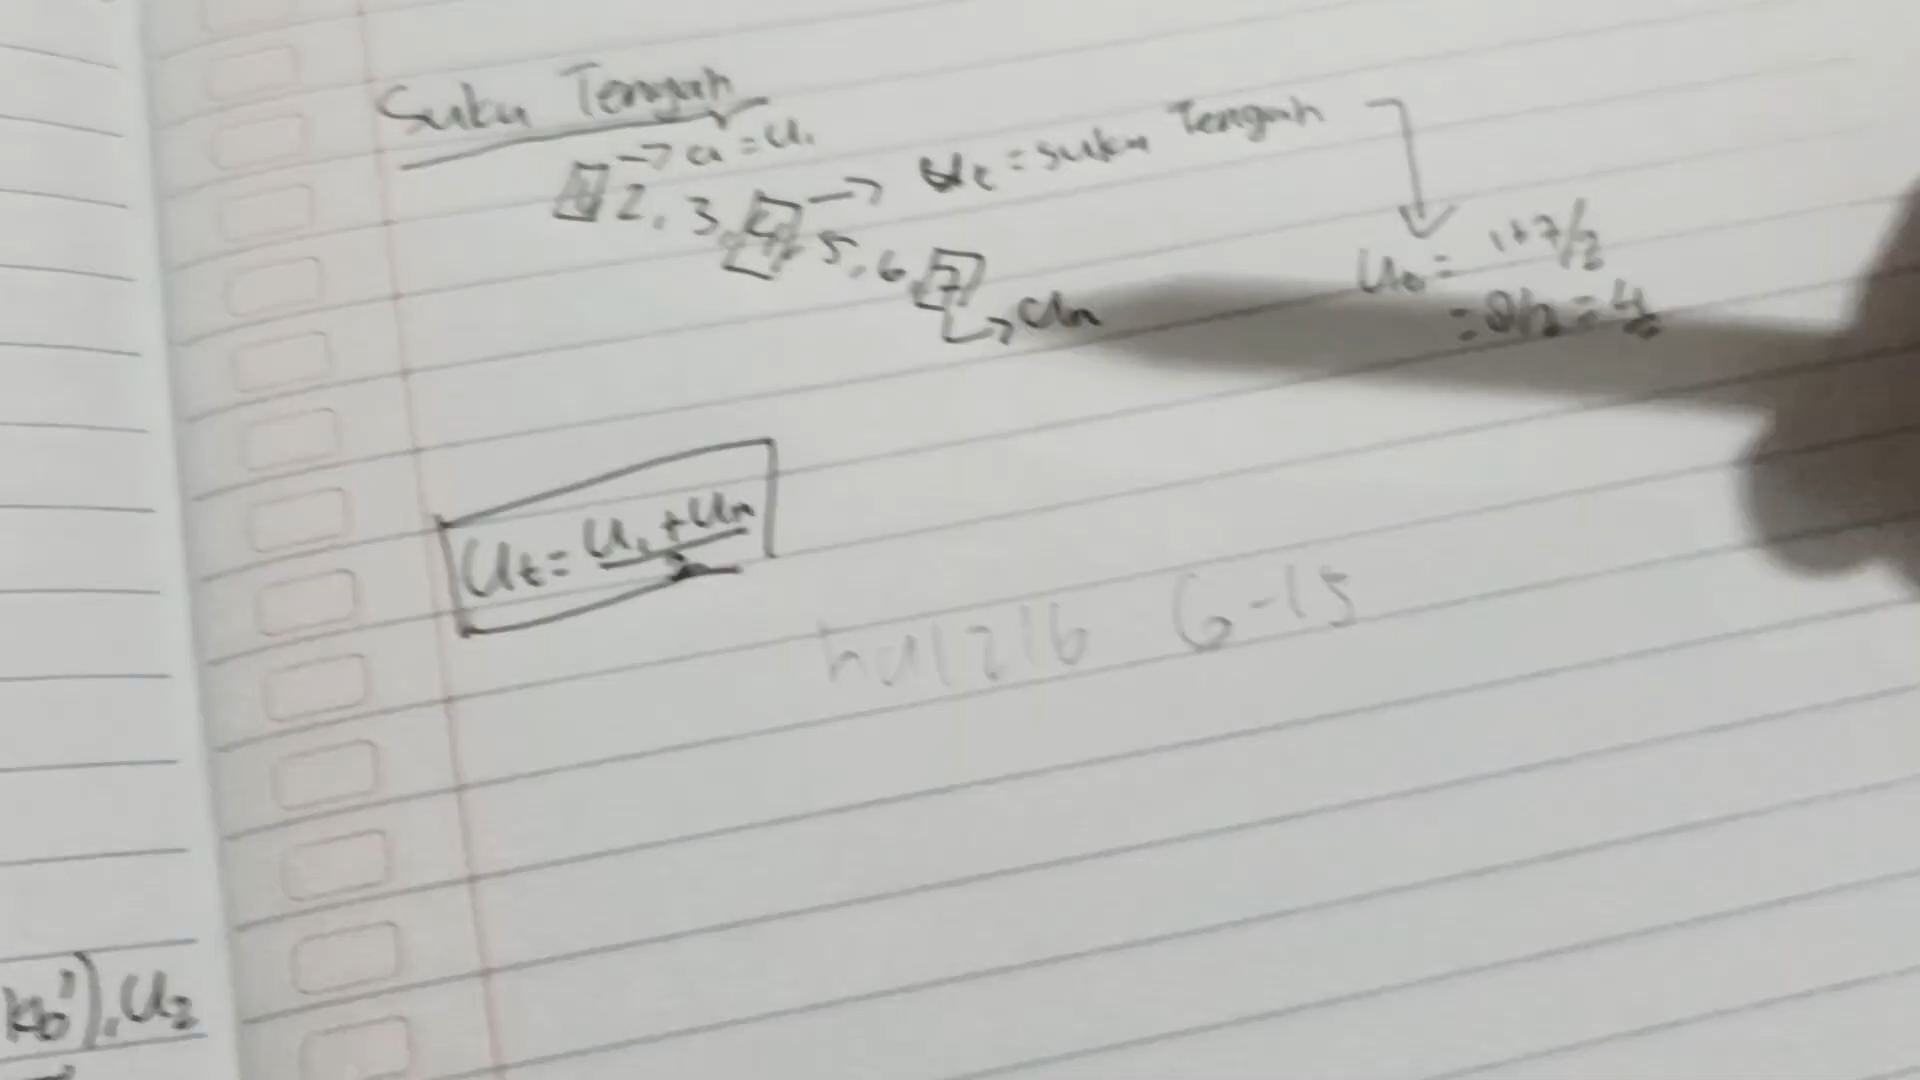 Suku Tengah
→ a = U₁
1, 2, 3, 4, 5, 6, 7 → Ut = suku Tengah
→ Un
Ut = 1+7/2
= 8/2 = 4
Ut = U₁ + Un / 2
hal 216 6-15
), U₂